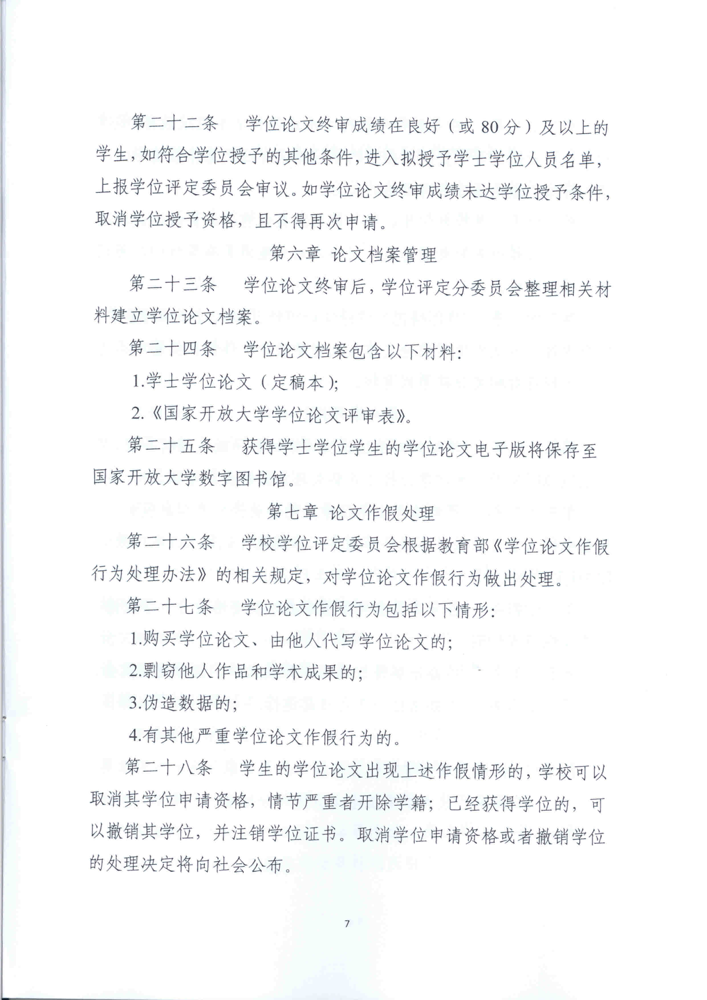 第二十二条　学位论文终审成绩在良好（或 80 分）及以上的
学生，如符合学位授予的其他条件，进入拟授予学士学位人员名单，
上报学位评定委员会审议。如学位论文终审成绩未达学位授予条件，
取消学位授予资格，且不得再次申请。
第六章 论文档案管理
第二十三条　学位论文终审后，学位评定分委员会整理相关材
料建立学位论文档案。
第二十四条　学位论文档案包含以下材料：
1.学士学位论文（定稿本）；
2.《国家开放大学学位论文评审表》。
第二十五条　获得学士学位学生的学位论文电子版将保存至
国家开放大学数字图书馆。
第七章 论文作假处理
第二十六条　学校学位评定委员会根据教育部《学位论文作假
行为处理办法》的相关规定，对学位论文作假行为做出处理。
第二十七条　学位论文作假行为包括以下情形：
1.购买学位论文、由他人代写学位论文的；
2.剽窃他人作品和学术成果的；
3.伪造数据的；
4.有其他严重学位论文作假行为的。
第二十八条　学生的学位论文出现上述作假情形的，学校可以
取消其学位申请资格，情节严重者开除学籍；已经获得学位的，可
以撤销其学位，并注销学位证书。取消学位申请资格或者撤销学位
的处理决定将向社会公布。
7